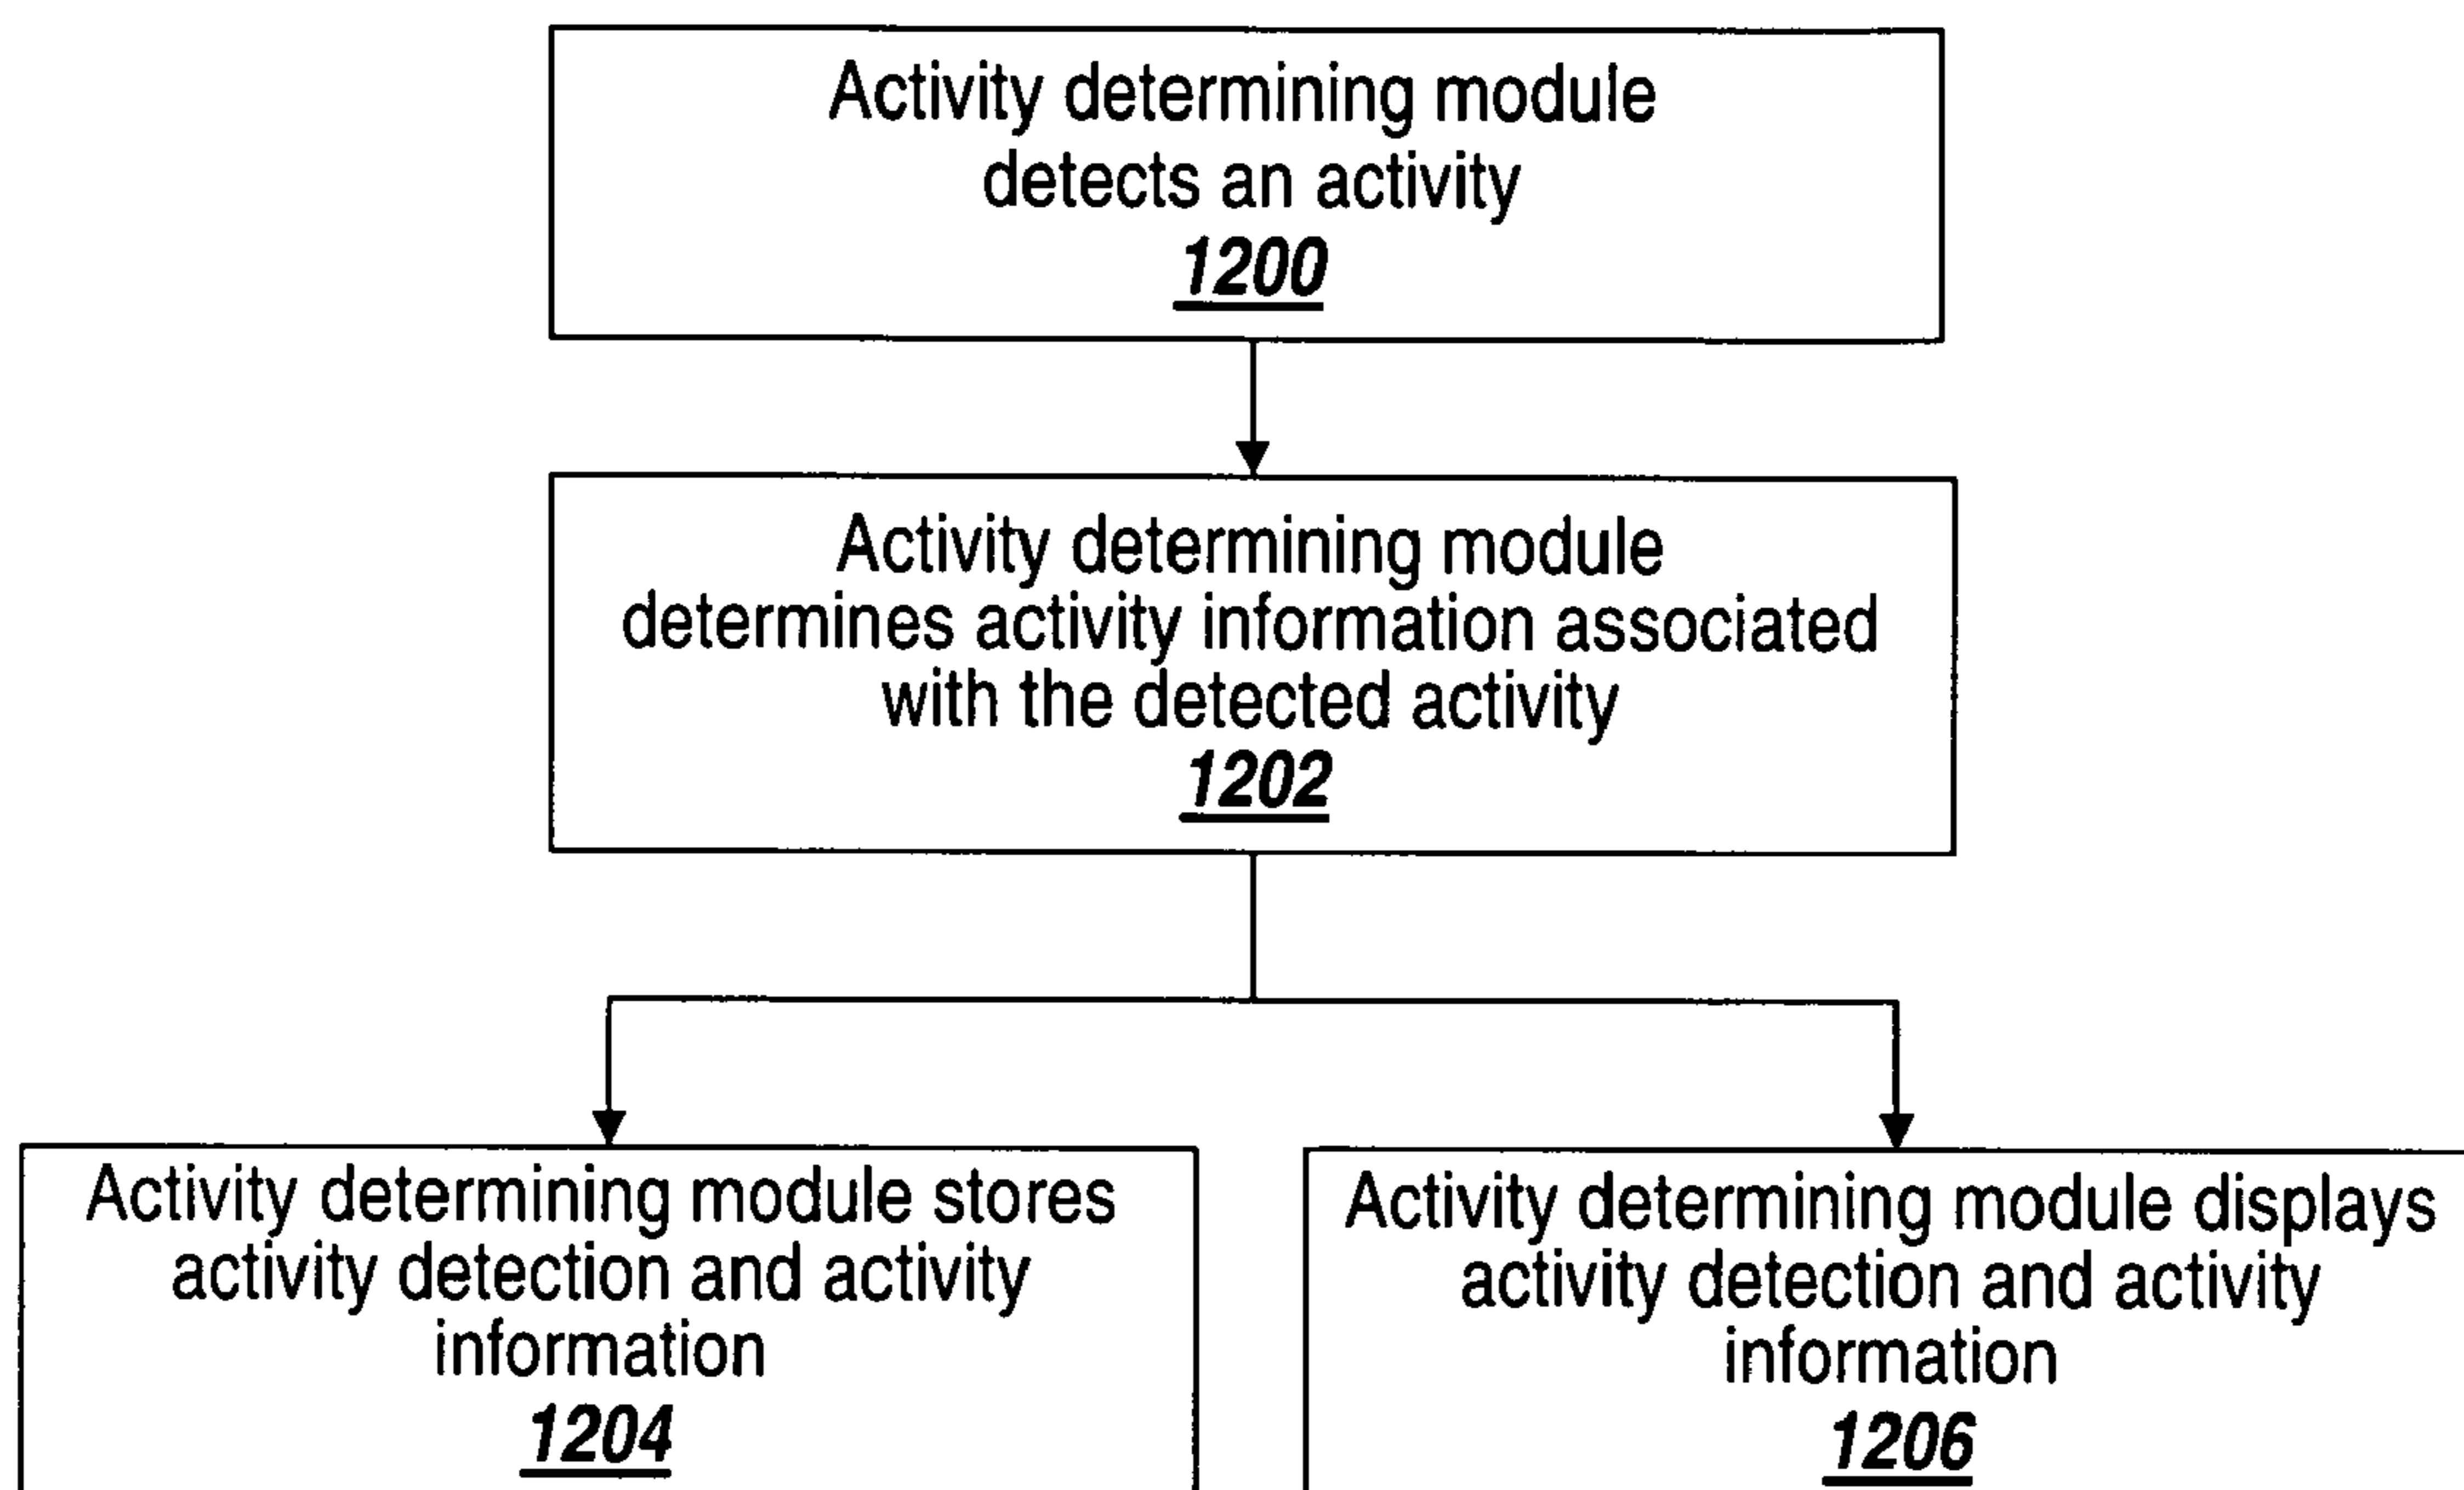 Activity determining module
detects an activity
1200
Activity determining module
determines activity information associated
with the detected activity
1202
Activity determining module stores
activity detection and activity
information
1204
Activity determining module displays
activity detection and activity
information
1206